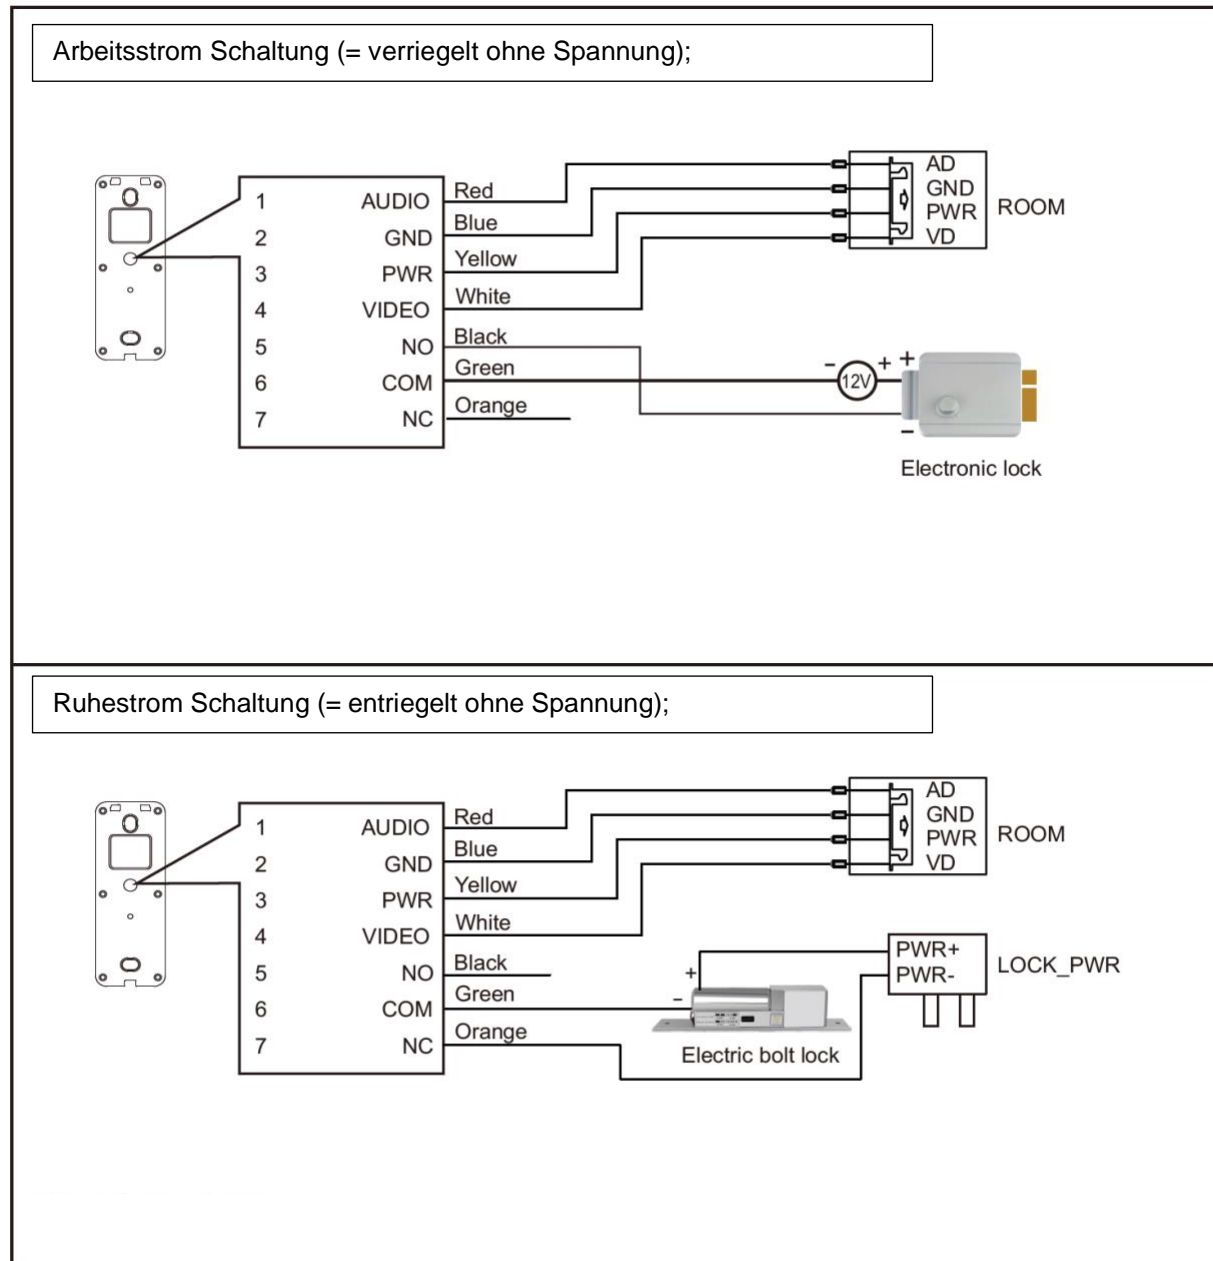 Arbeitsstrom Schaltung (= verriegelt ohne Spannung);
1 AUDIO Red
2 GND Blue
3 PWR Yellow
4 VIDEO White
5 NO Black
6 COM Green
7 NC Orange
AD
GND
PWR
VD
ROOM
- 12V + +
-
Electronic lock
Ruhestrom Schaltung (= entriegelt ohne Spannung);
1 AUDIO Red
2 GND Blue
3 PWR Yellow
4 VIDEO White
5 NO Black
6 COM Green
7 NC Orange
AD
GND
PWR
VD
ROOM
PWR+
PWR-
LOCK_PWR
+
-
Electric bolt lock